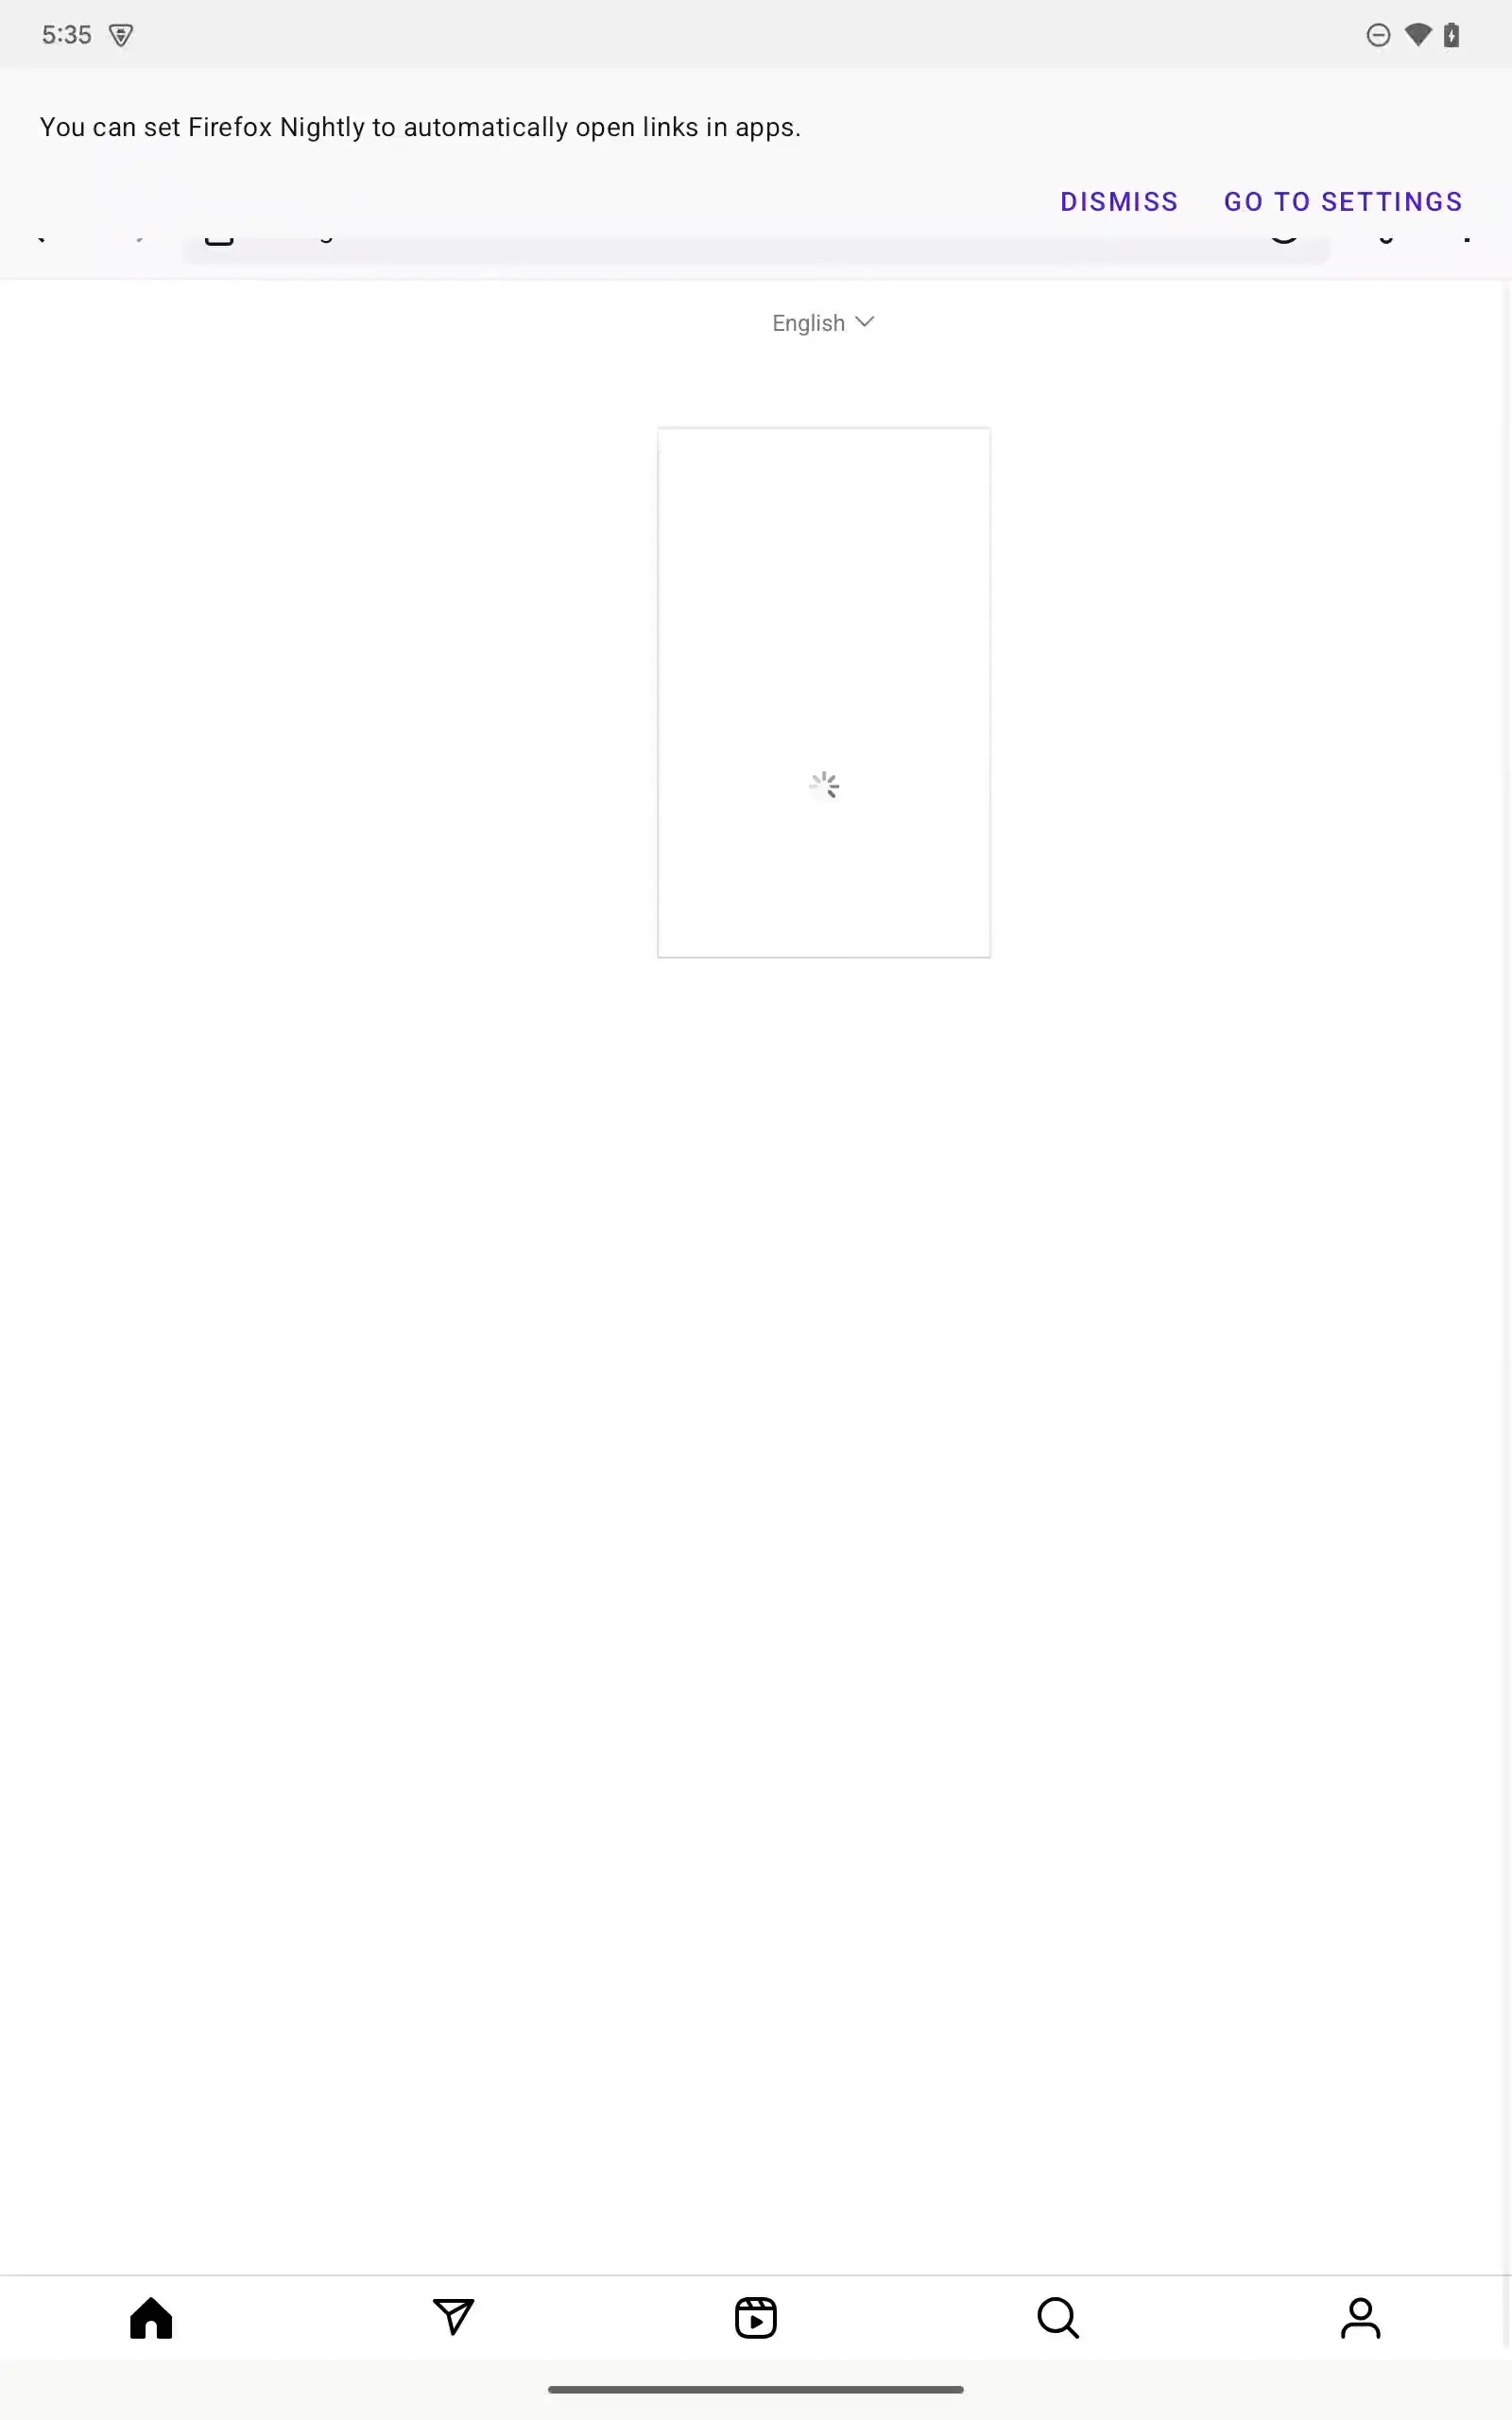 5:35
You can set Firefox Nightly to automatically open links in apps.
DISMISS GO TO SETTINGS
English